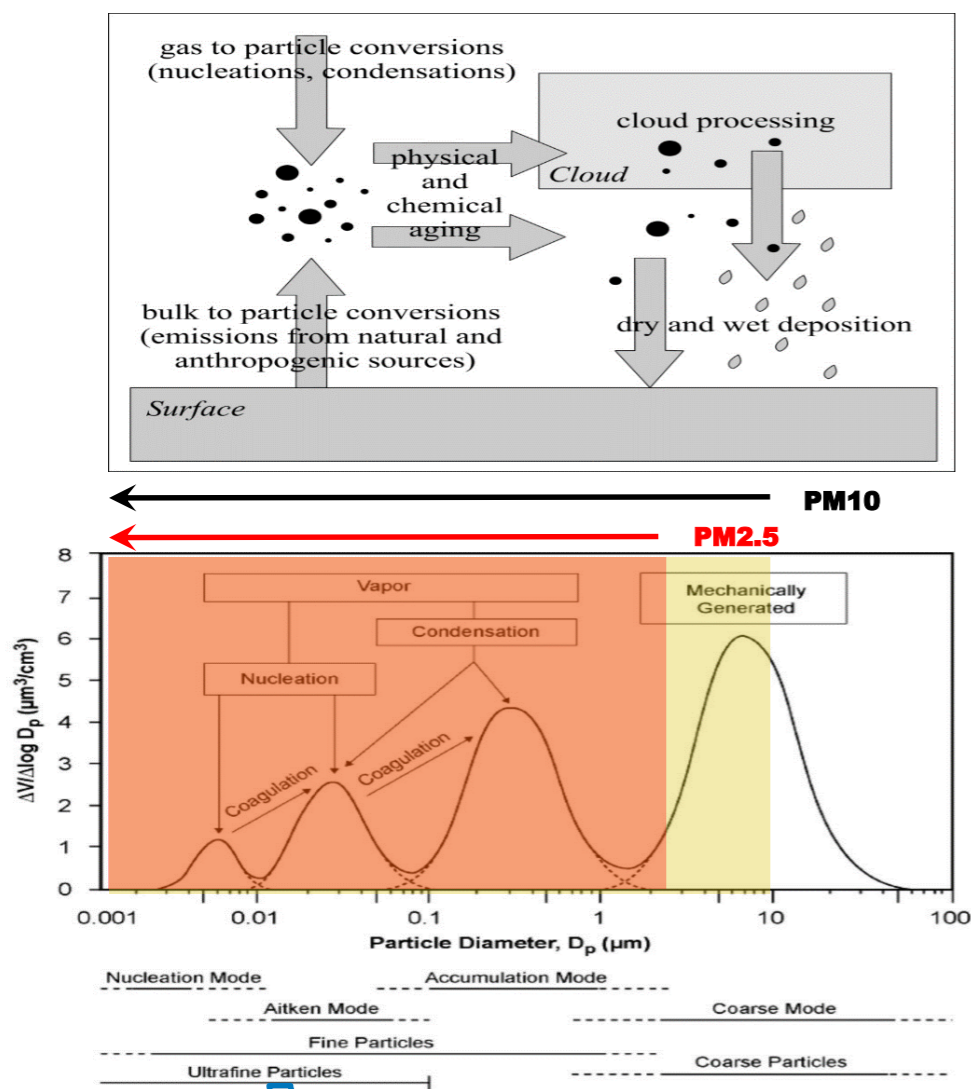 gas to particle conversions
(nucleations, condensations)
cloud processing
Cloud
physical
and
chemical
aging
bulk to particle conversions
(emissions from natural and
anthropogenic sources)
dry and wet deposition
Surface
PM10
PM2.5
8
7
6
5
4
3
2
1
0
ΔV/Δlog Dp (μm³/cm³)
Vapor
Mechanically
Generated
Condensation
Nucleation
Coagulation
Coagulation
0.001 0.01 0.1 1 10 100
Particle Diameter, Dp (μm)
Nucleation Mode
Accumulation Mode
Aitken Mode
Coarse Mode
Fine Particles
Coarse Particles
Ultrafine Particles